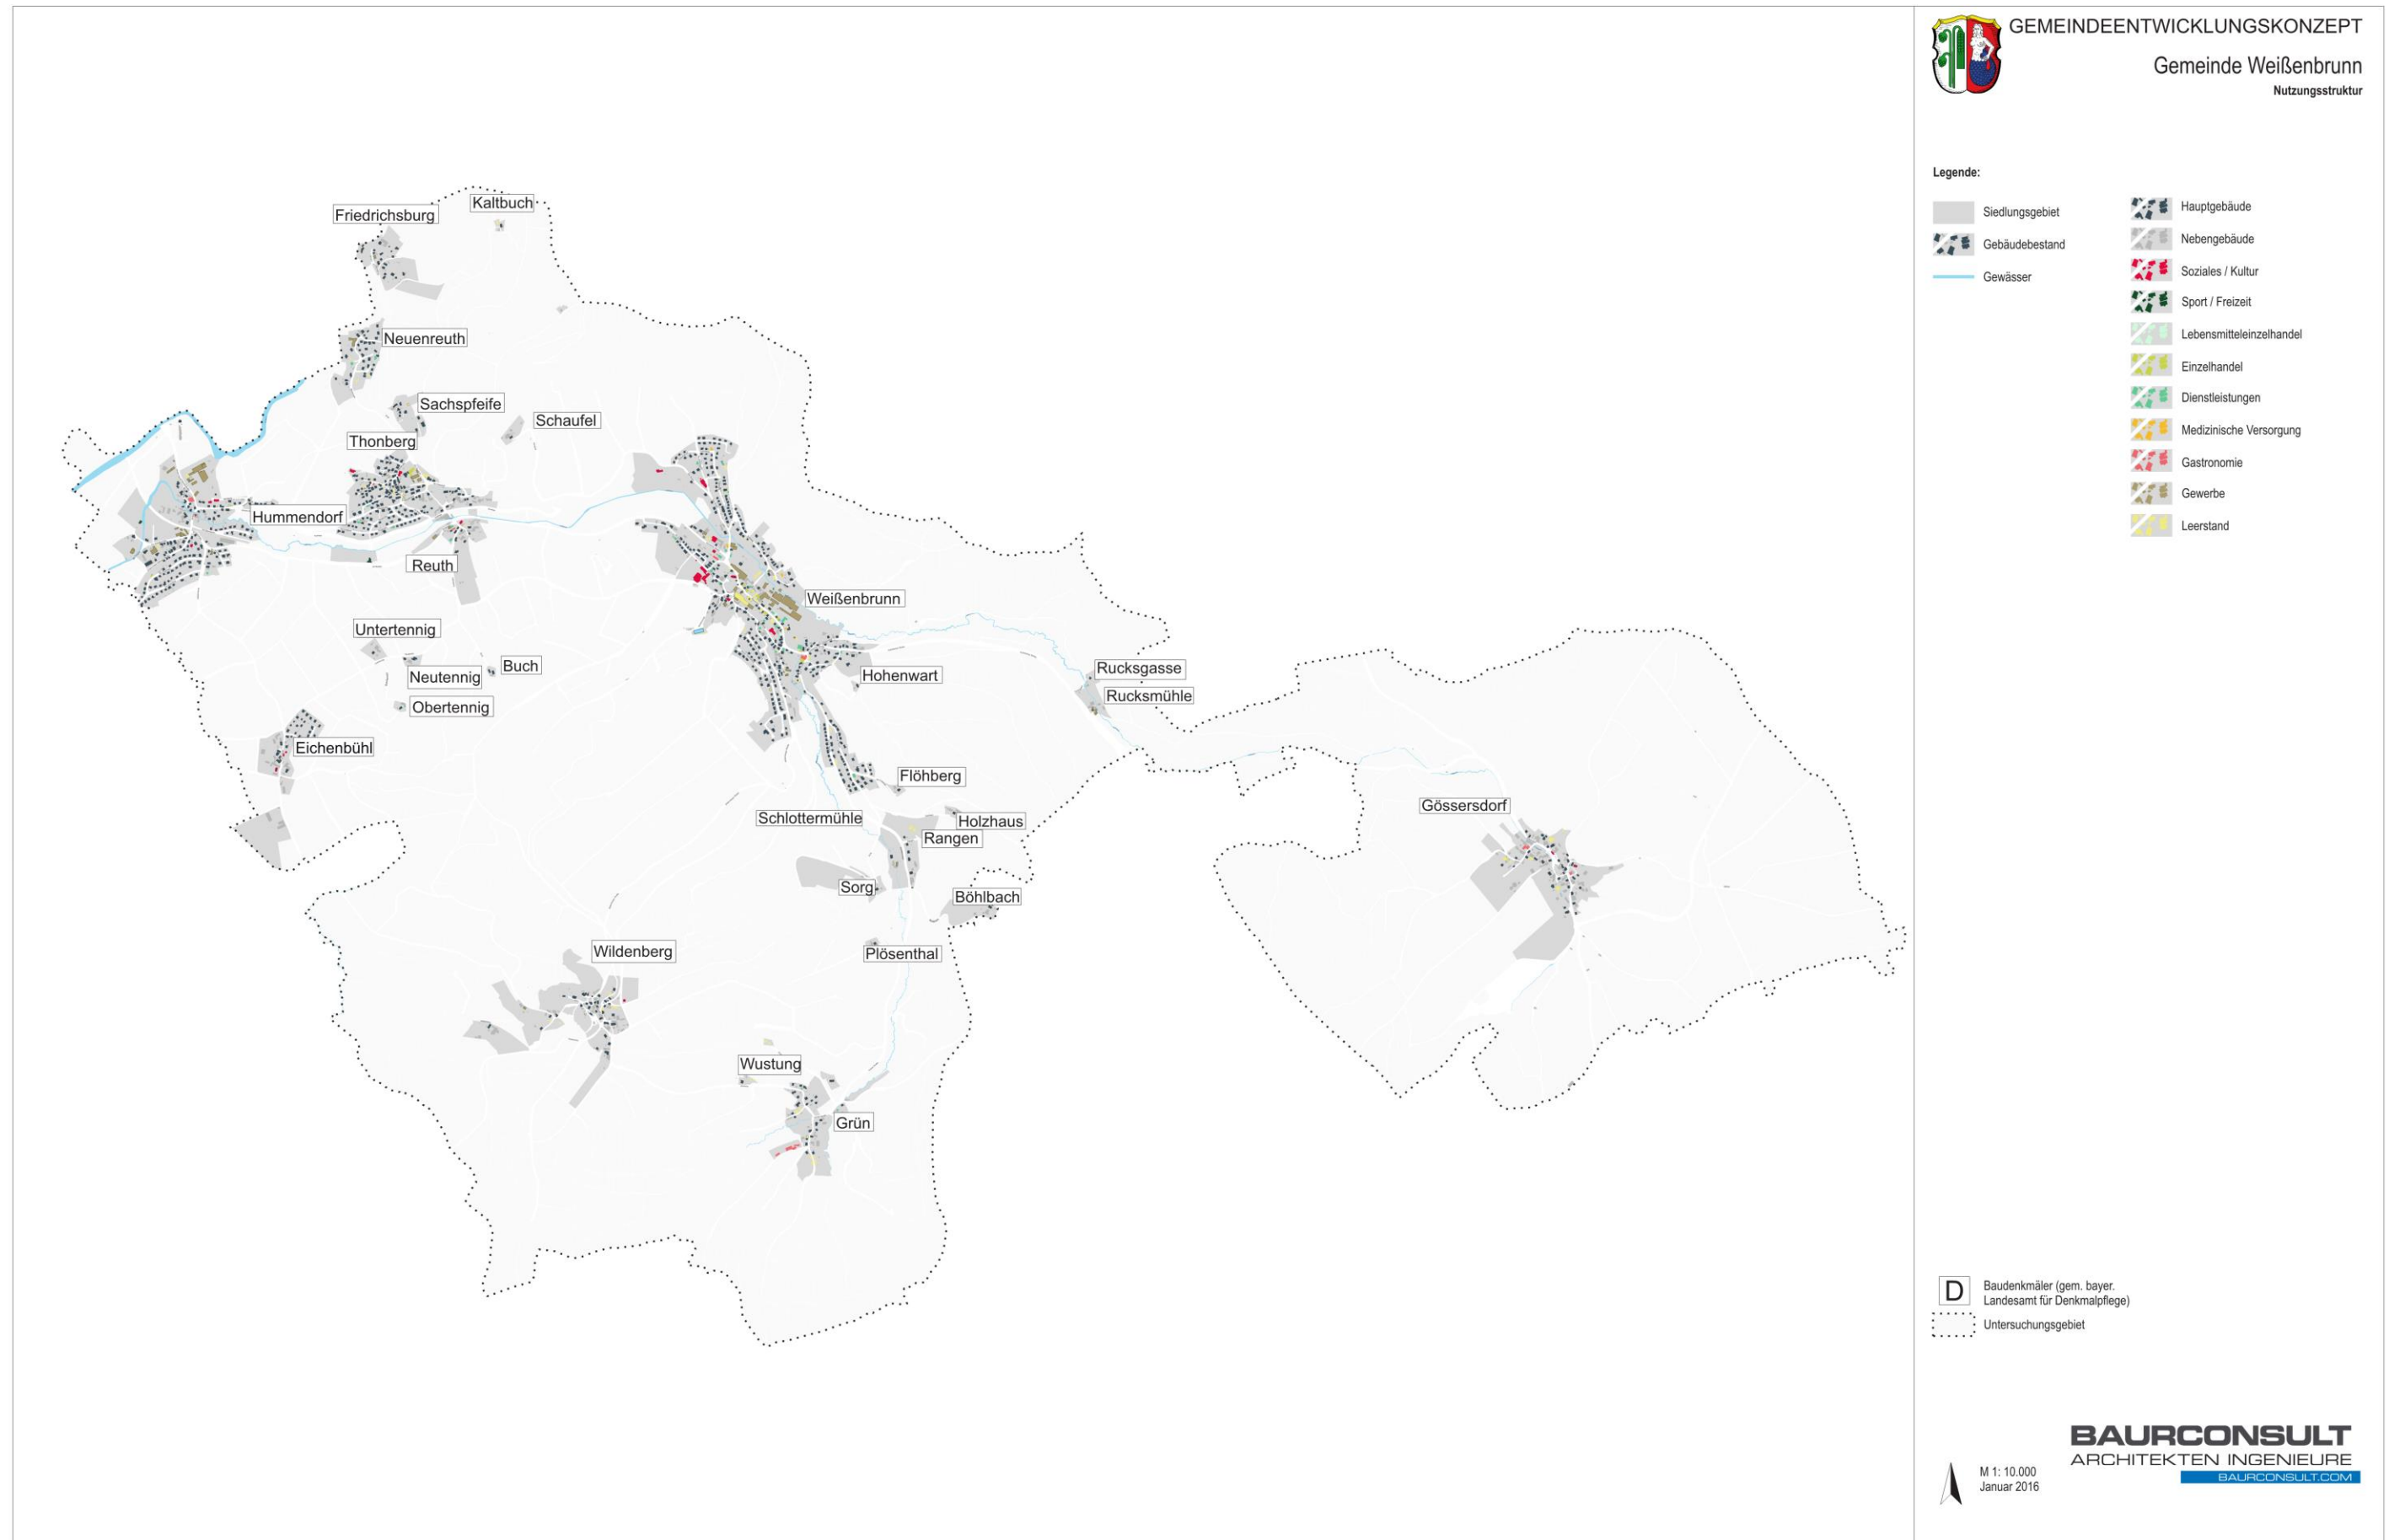 GEMEINDEENTWICKLUNGSKONZEPT
Gemeinde Weißenbrunn
Nutzungsstruktur
Legende:
Siedlungsgebiet
Gebäudebestand
Gewässer
Hauptgebäude
Nebengebäude
Soziales / Kultur
Sport / Freizeit
Lebensmitteleinzelhandel
Einzelhandel
Dienstleistungen
Medizinische Versorgung
Gastronomie
Gewerbe
Leerstand
Kaltbuch
Friedrichsburg
Neuenreuth
Sachspfeife
Schaufel
Thonberg
Hummendorf
Reuth
Weißenbrunn
Untertennig
Buch
Neutennig
Obertennig
Hohenwart
Rucksgasse
Rucksmühle
Eichenbühl
Flöhberg
Gössersdorf
Schlottermühle
Holzhaus
Rangen
Sorg
Böhlbach
Wildenberg
Plösenthal
Wustung
Grün
D
Baudenkmäler (gem. bayer.
Landesamt für Denkmalpflege)
Untersuchungsgebiet
M 1: 10.000
Januar 2016
BAURCONSULT
ARCHITEKTEN INGENIEURE
BAURCONSULT.COM